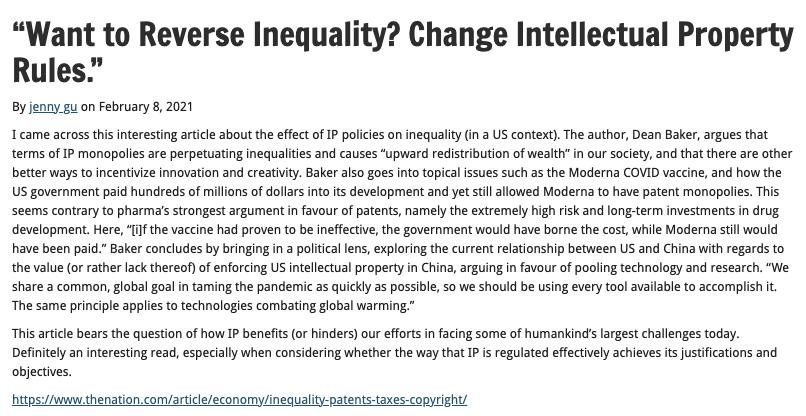 “Want to Reverse Inequality? Change Intellectual Property
Rules.”
By jenny gu on February 8, 2021
I came across this interesting article about the effect of IP policies on inequality (in a US context). The author, Dean Baker, argues that
terms of IP monopolies are perpetuating inequalities and causes “upward redistribution of wealth” in our society, and that there are other
better ways to incentivize innovation and creativity. Baker also goes into topical issues such as the Moderna COVID vaccine, and how the
US government paid hundreds of millions of dollars into its development and yet still allowed Moderna to have patent monopolies. This
seems contrary to pharma’s strongest argument in favour of patents, namely the extremely high risk and long-term investments in drug
development. Here, “[i]f the vaccine had proven to be ineffective, the government would have borne the cost, while Moderna still would
have been paid.” Baker concludes by bringing in a political lens, exploring the current relationship between US and China with regards to
the value (or rather lack thereof) of enforcing US intellectual property in China, arguing in favour of pooling technology and research. “We
share a common, global goal in taming the pandemic as quickly as possible, so we should be using every tool available to accomplish it.
The same principle applies to technologies combating global warming.”
This article bears the question of how IP benefits (or hinders) our efforts in facing some of humankind’s largest challenges today.
Definitely an interesting read, especially when considering whether the way that IP is regulated effectively achieves its justifications and
objectives.
https://www.thenation.com/article/economy/inequality-patents-taxes-copyright/